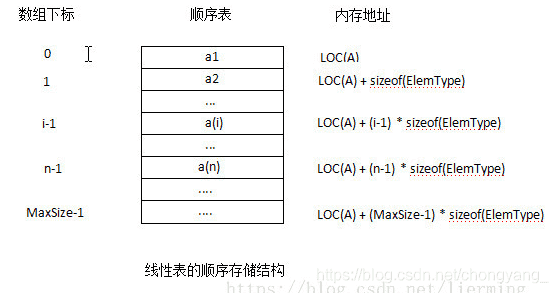 数组下标 顺序表 内存地址
0 a1 LOC(A)
1 a2 LOC(A) + sizeof(ElemType)
...
i-1 a(i) LOC(A) + (i-1) * sizeof(ElemType)
...
n-1 a(n) LOC(A) + (n-1) * sizeof(ElemType)
....
MaxSize-1 .... LOC(A) + (MaxSize-1) * sizeof(ElemType)
线性表的顺序存储结构
https://blog.csdn.net/chongyang_
https://blog.csdn.net/lierming